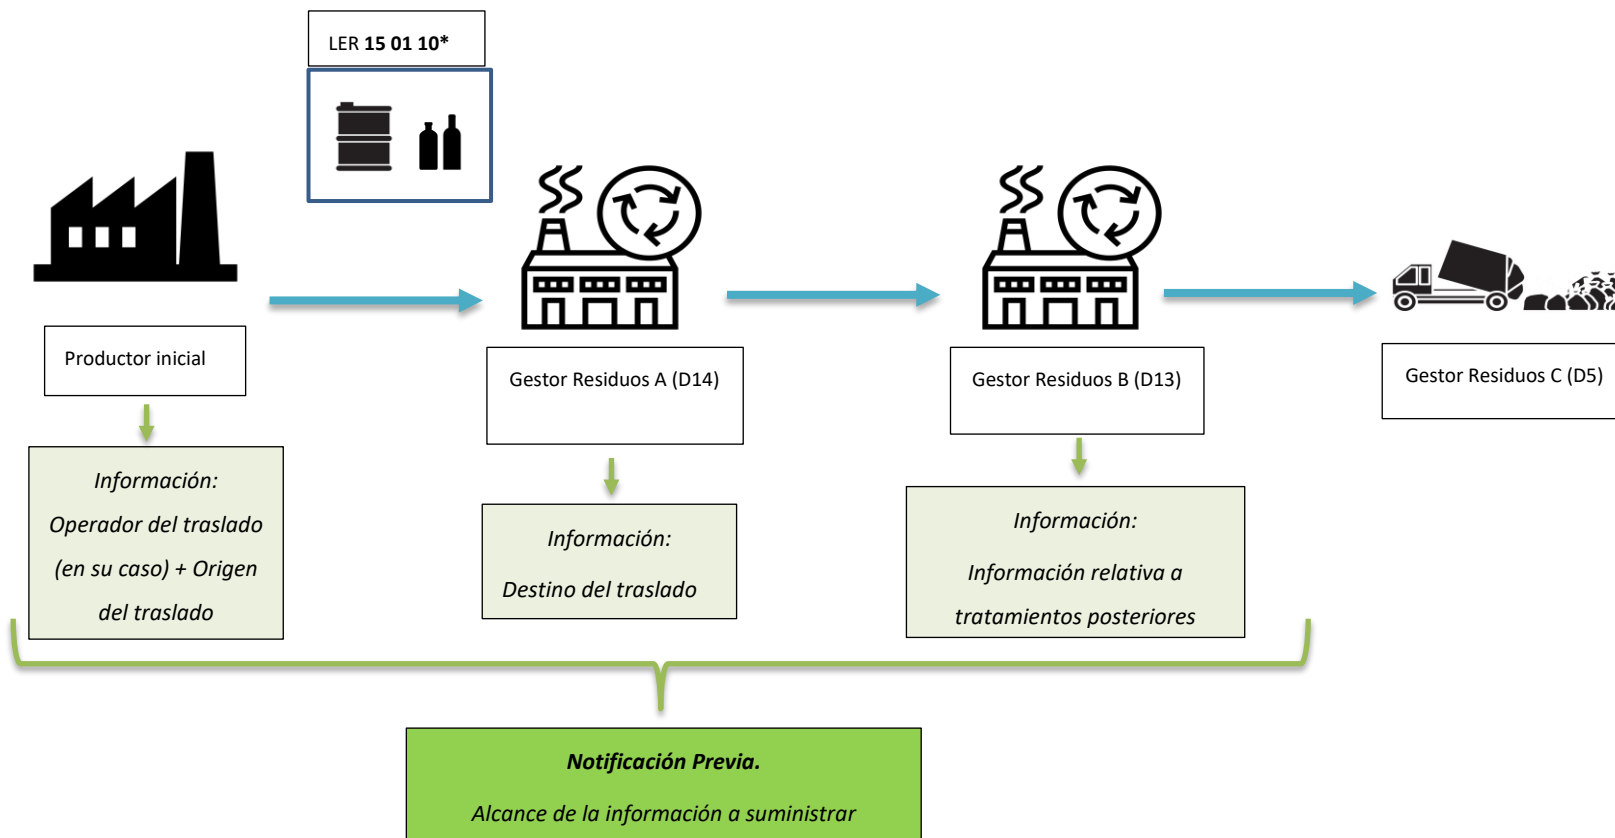 LER 15 01 10*
Productor inicial
Gestor Residuos A (D14)
Gestor Residuos B (D13)
Gestor Residuos C (D5)
Información:
Operador del traslado
(en su caso) + Origen
del traslado
Información:
Destino del traslado
Información:
Información relativa a
tratamientos posteriores
Notificación Previa.
Alcance de la información a suministrar